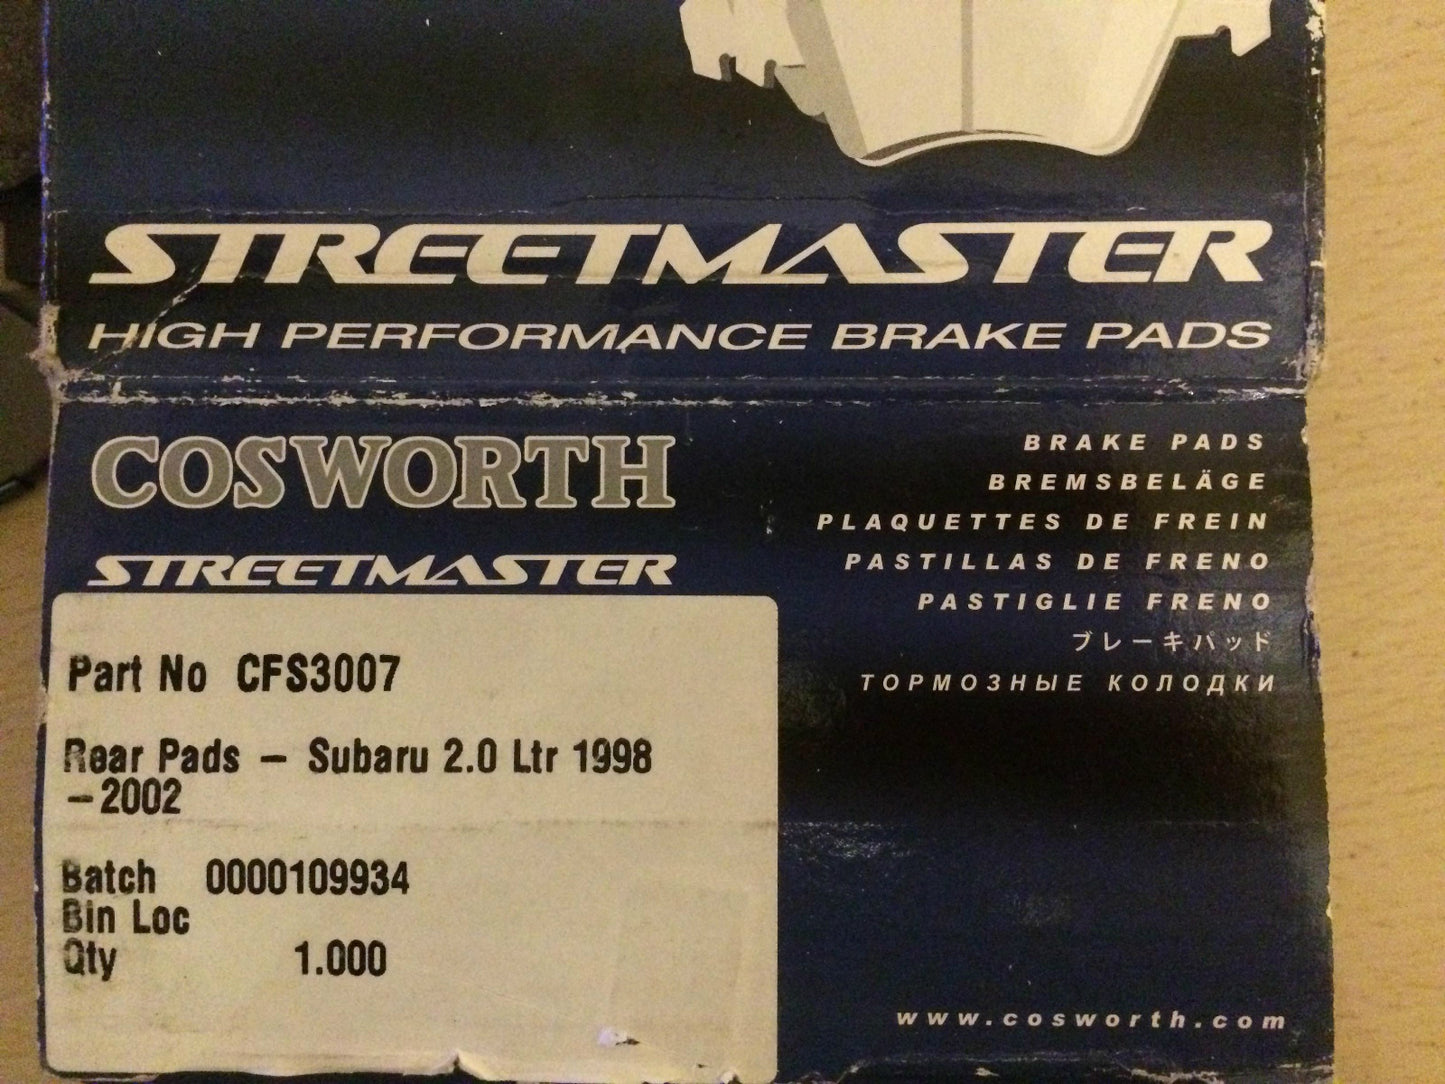 STREETMASTER
HIGH PERFORMANCE BRAKE PADS
COSWORTH
STREETMASTER
BRAKE PADS
BREMSBELÄGE
PLAQUETTES DE FREIN
PASTILLAS DE FRENO
PASTIGLIE FRENO
ブレーキパッド
ТОРМОЗНЫЕ КОЛОДКИ
Part No CFS3007
Rear Pads – Subaru 2.0 Ltr 1998
–2002
Batch 0000109934
Bin Loc
Qty 1.000
www.cosworth.com